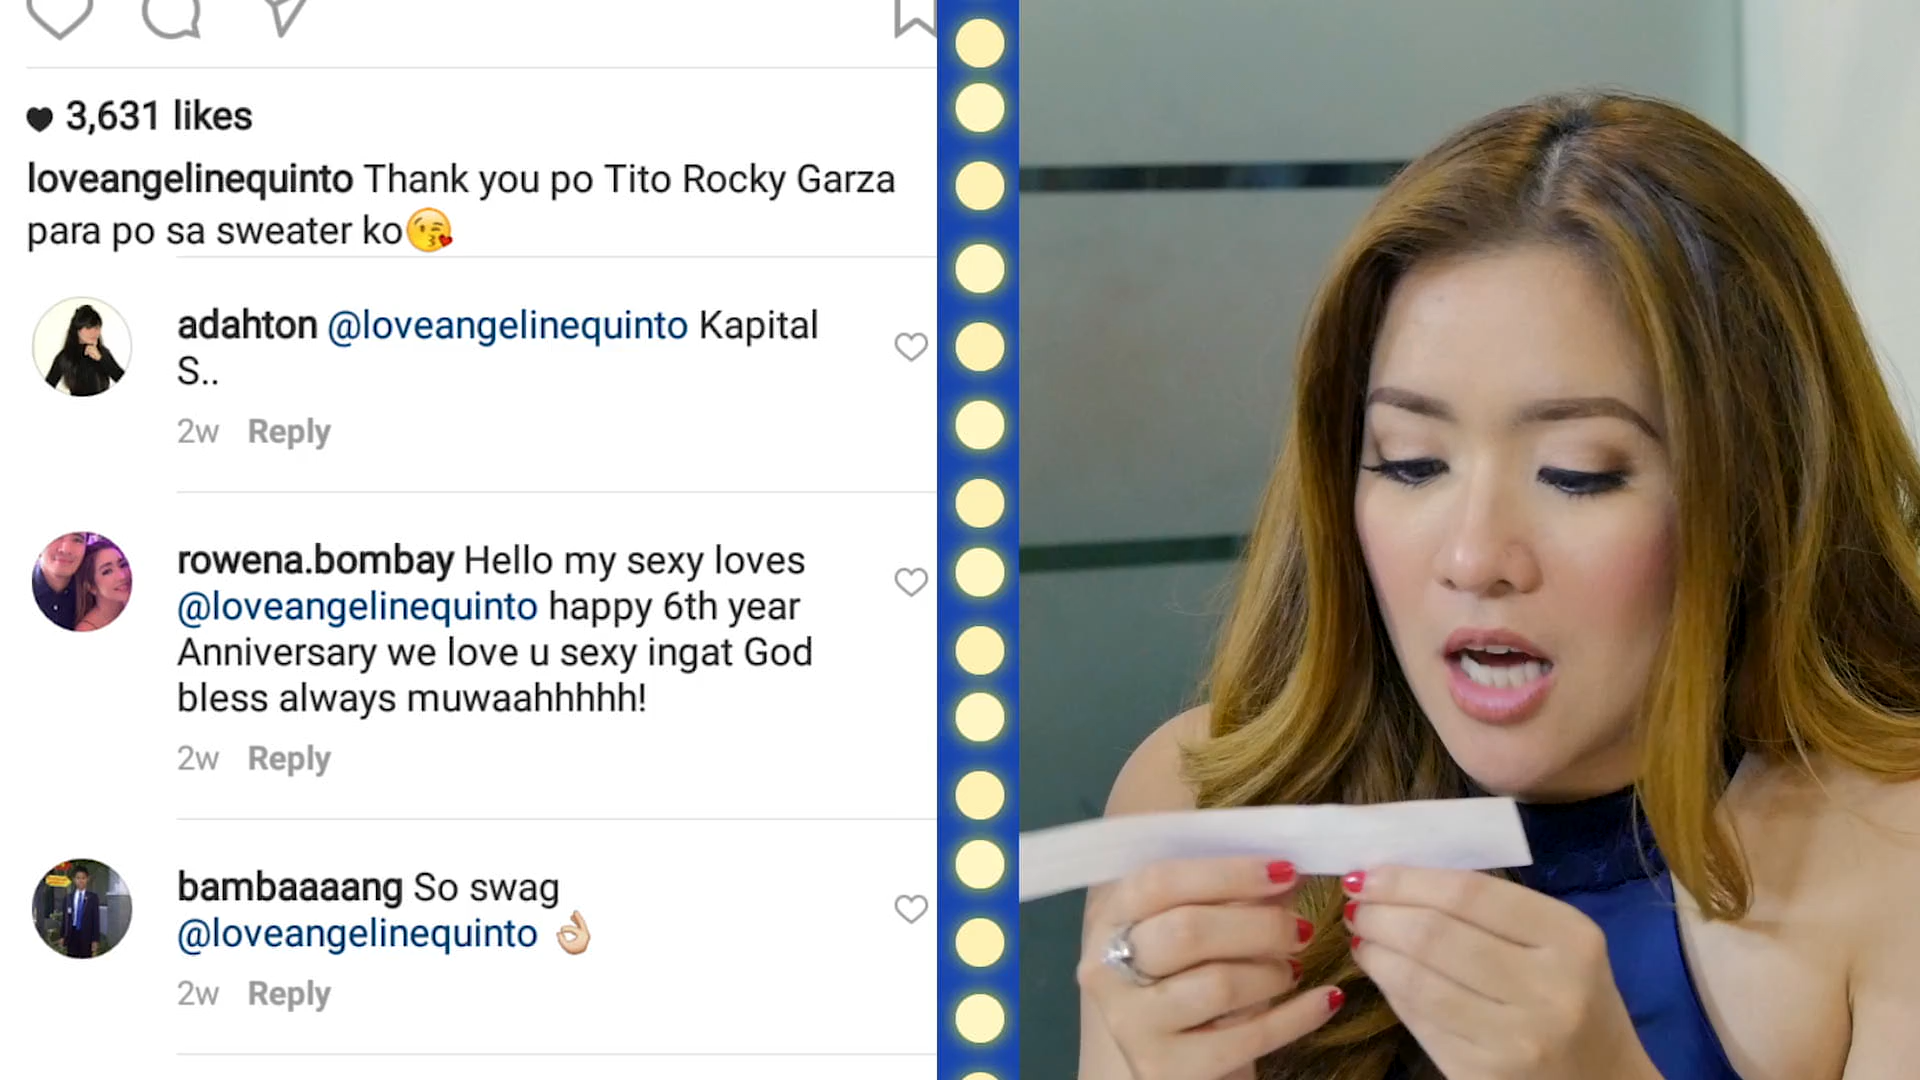 3,631 likes
loveangelinequinto Thank you po Tito Rocky Garza
para po sa sweater ko😘
adahton @loveangelinequinto Kapital
S..
2w Reply
rowena.bombay Hello my sexy loves
@loveangelinequinto happy 6th year
Anniversary we love u sexy ingat God
bless always muwaahhhhh!
2w Reply
bambaaaang So swag
@loveangelinequinto 👌🏼
2w Reply